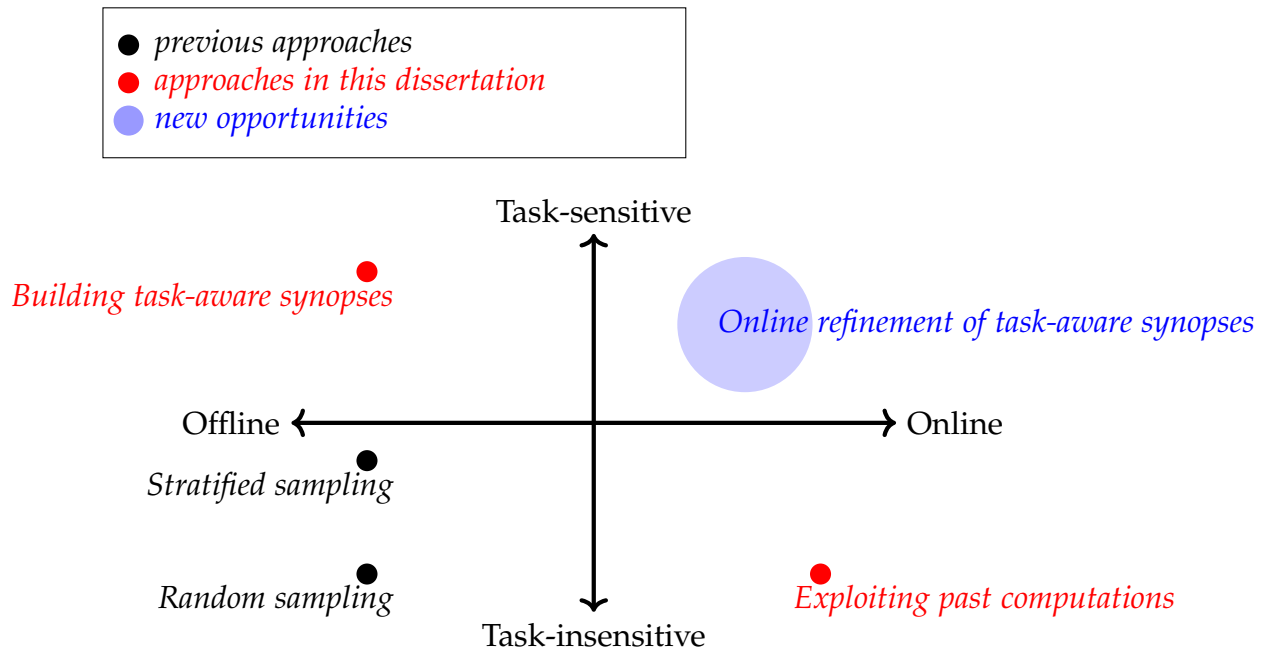 previous approaches
approaches in this dissertation
new opportunities
Task-sensitive
Building task-aware synopses
Online refinement of task-aware synopses
Offline
Online
Stratified sampling
Random sampling
Exploiting past computations
Task-insensitive